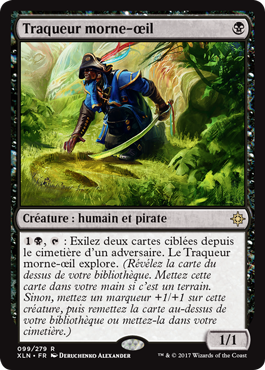 Traqueur morne-œil
Créature : humain et pirate
1 , : Exilez deux cartes ciblées depuis
le cimetière d'un adversaire. Le Traqueur
morne-œil explore. (Révélez la carte du
dessus de votre bibliothèque. Mettez cette
carte dans votre main si c'est un terrain.
Sinon, mettez un marqueur +1/+1 sur cette
créature, puis remettez la carte au-dessus de
votre bibliothèque ou mettez-la dans votre
cimetière.)
1/1
099/279 R
XLN • FR Deruchenko Alexander
™ & © 2017 Wizards of the Coast